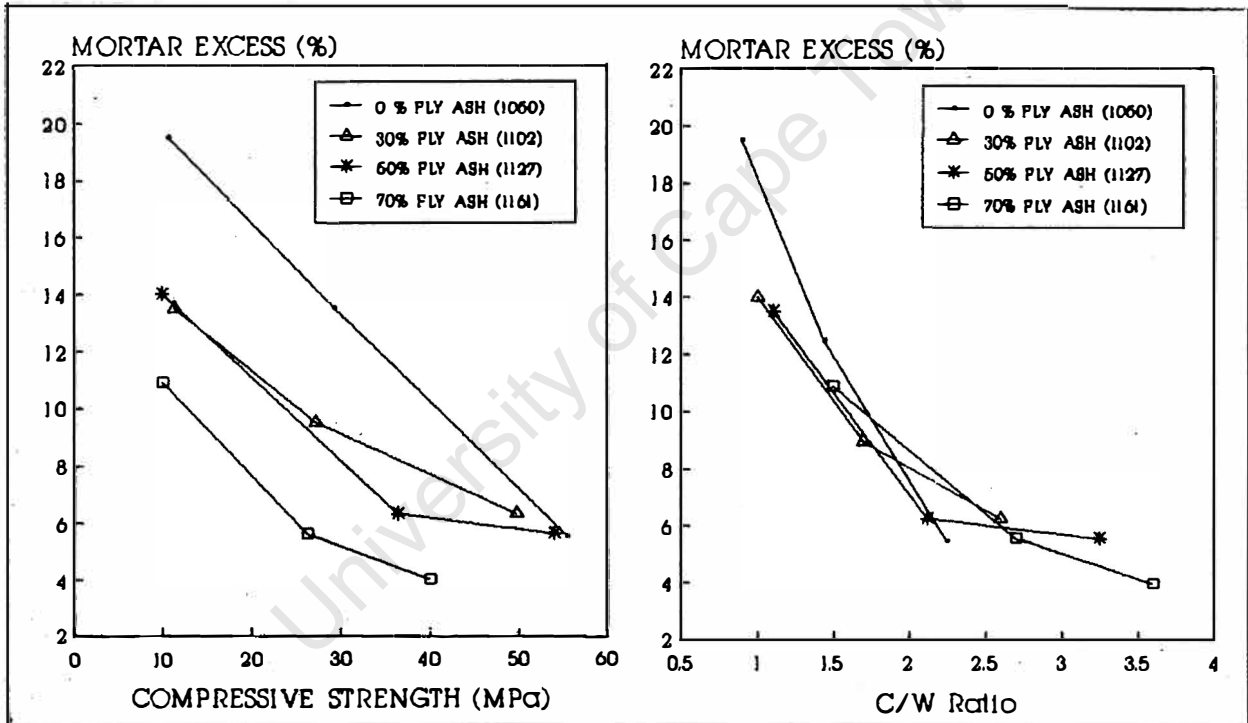 MORTAR EXCESS (%)
22
20
18
16
14
12
10
8
6
4
2
0 % FLY ASH (1060)
30% FLY ASH (1102)
50% FLY ASH (1127)
70% FLY ASH (1161)
0
10
20
30
40
50
60
COMPRESSIVE STRENGTH (MPa)
MORTAR EXCESS (%)
22
20
18
16
14
12
10
8
6
4
2
0 % FLY ASH (1060)
30% FLY ASH (1102)
50% FLY ASH (1127)
70% FLY ASH (1161)
0.5
1
1.5
2
2.5
3
3.5
4
C/W Ratio
University of Cape Tow